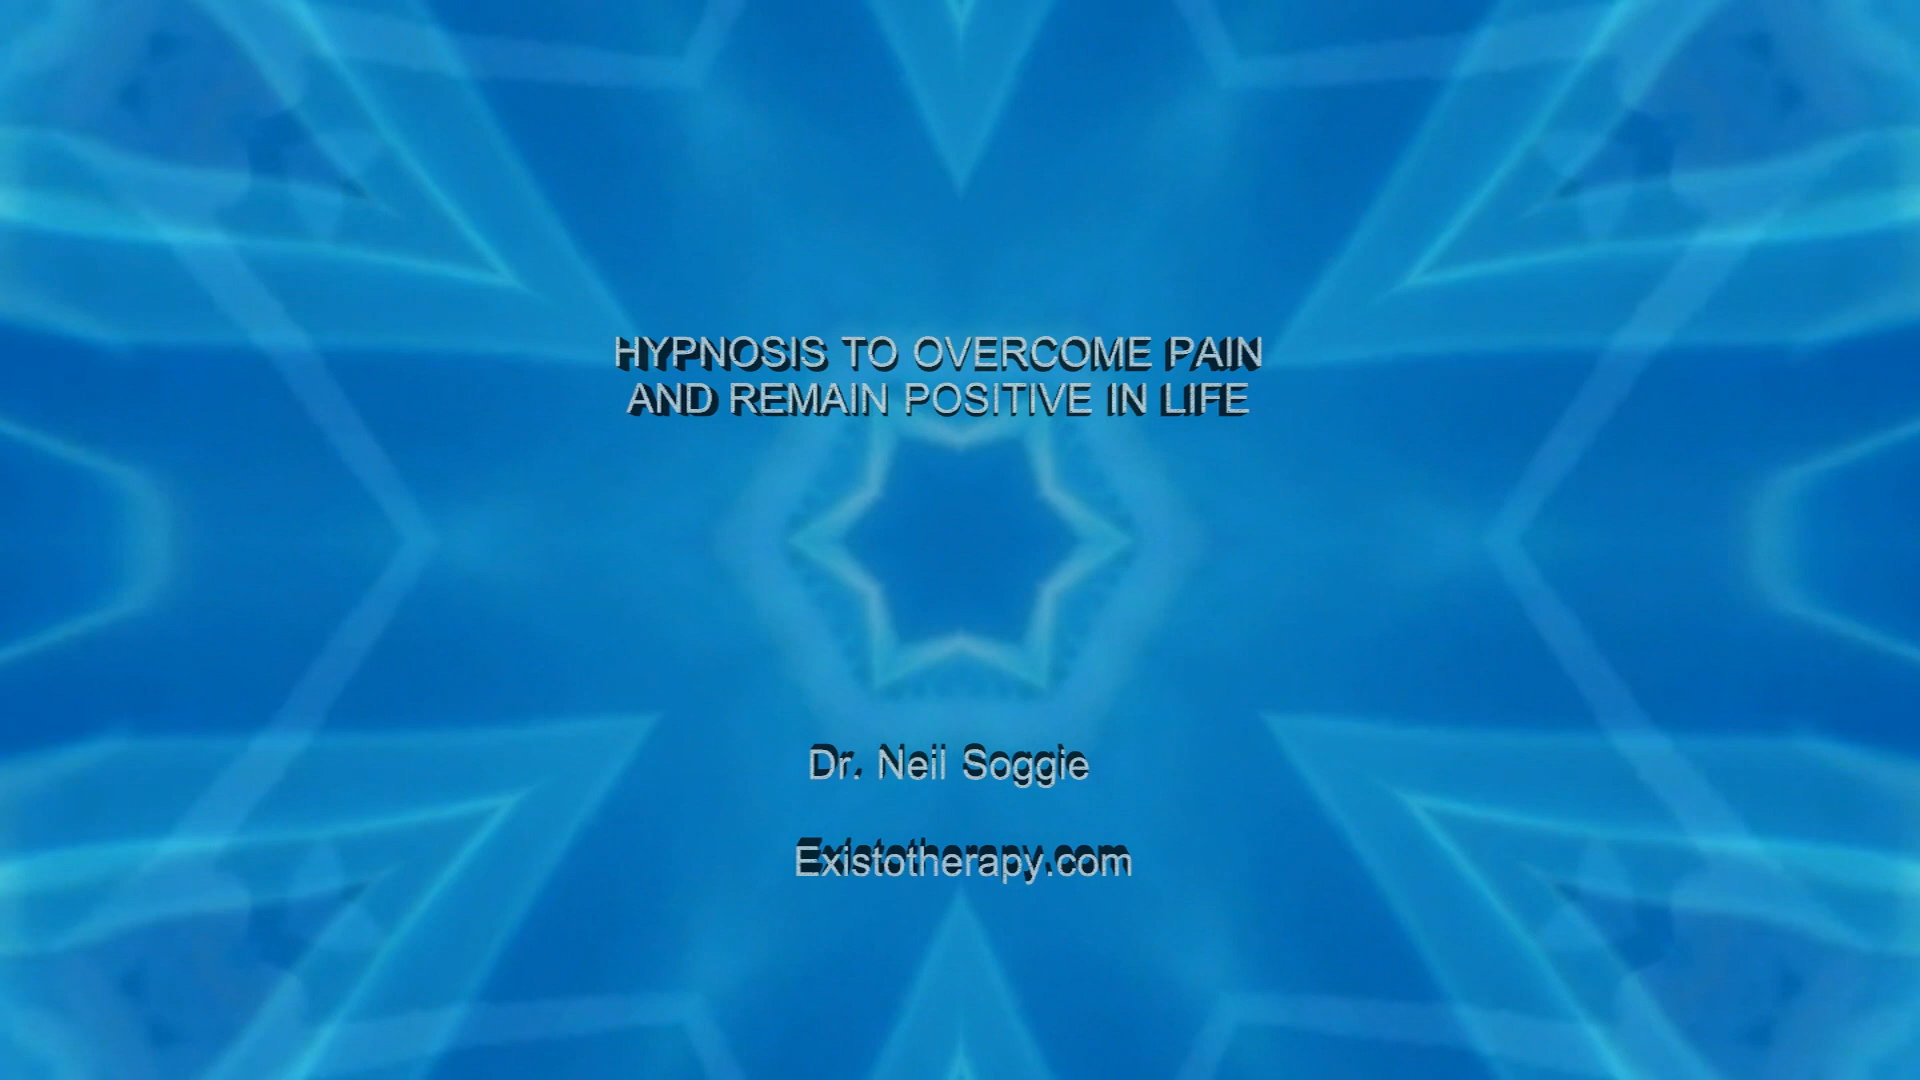 HYPNOSIS TO OVERCOME PAIN
AND REMAIN POSITIVE IN LIFE
Dr. Neil Soggie
Existotherapy.com